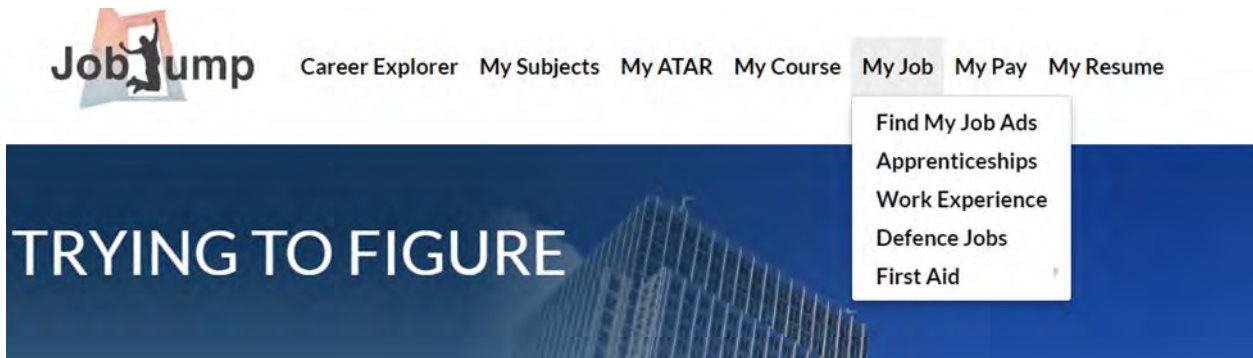 JobJump
Career Explorer My Subjects My ATAR My Course My Job My Pay My Resume
Find My Job Ads
Apprenticeships
Work Experience
Defence Jobs
First Aid
TRYING TO FIGURE